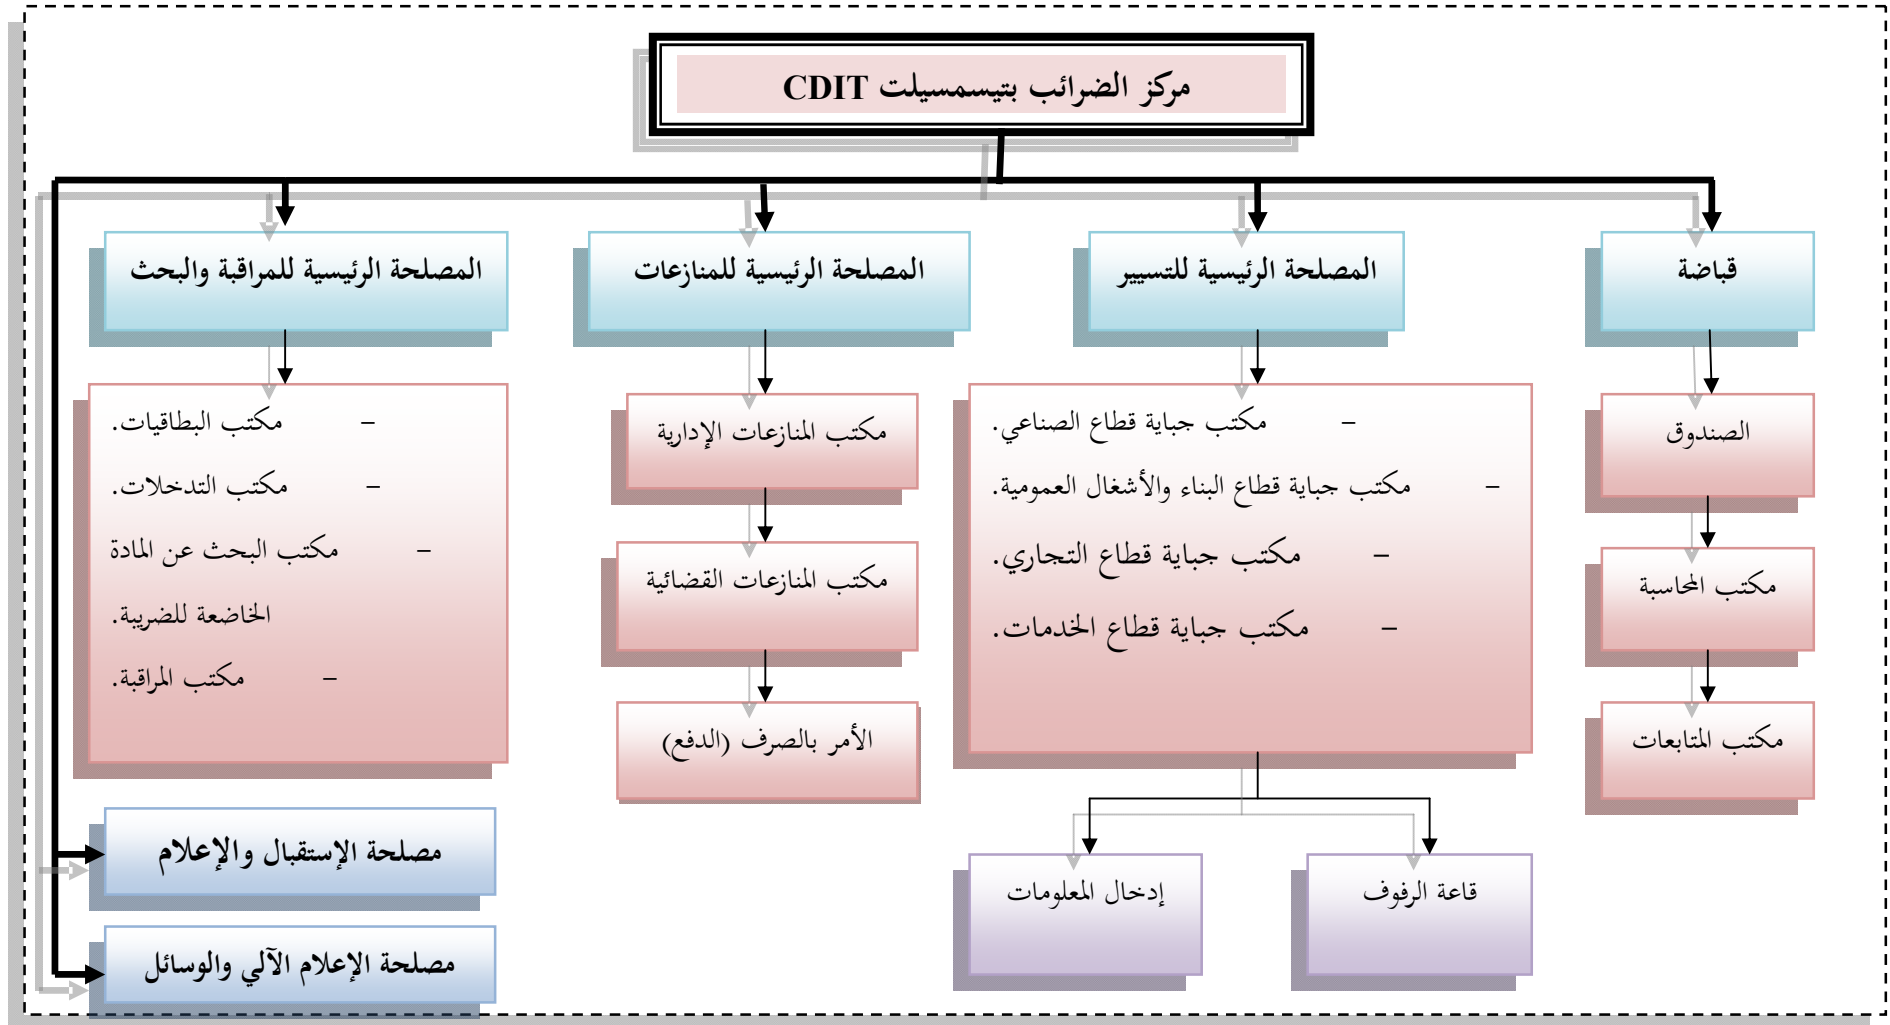 مركز الضرائب بتيسمسيلت CDIT
قباضة
الصندوق
مكتب المحاسبة
مكتب المتابعات
المصلحة الرئيسية للتسيير
– مكتب جباية قطاع الصناعي.
– مكتب جباية قطاع البناء والأشغال العمومية.
– مكتب جباية قطاع التجاري.
– مكتب جباية قطاع الخدمات.
قاعة الرفوف
إدخال المعلومات
المصلحة الرئيسية للمنازعات
مكتب المنازعات الإدارية
مكتب المنازعات القضائية
الأمر بالصرف (الدفع)
المصلحة الرئيسية للمراقبة والبحث
– مكتب البطاقيات.
– مكتب التدخلات.
– مكتب البحث عن المادة
الخاضعة للضريبة.
– مكتب المراقبة.
مصلحة الإستقبال والإعلام
مصلحة الإعلام الآلي والوسائل